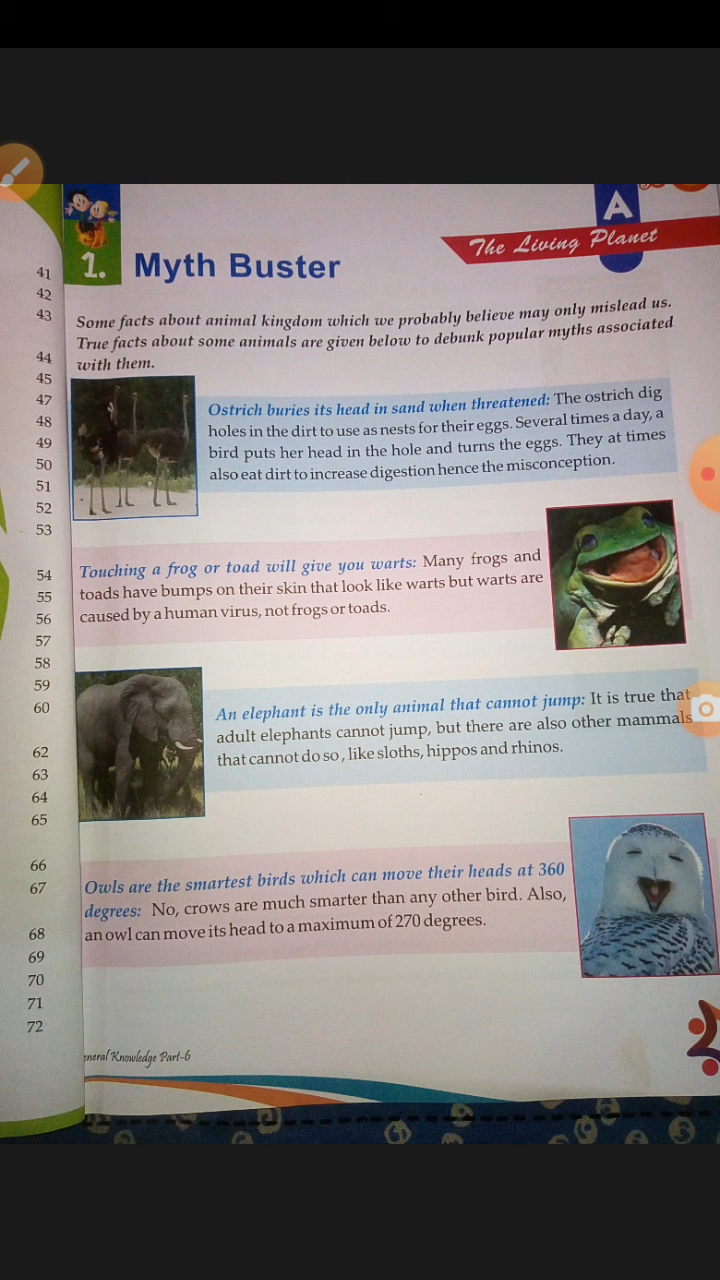 41
42
43
44
45
47
48
49
50
51
52
53
54
55
56
57
58
59
60
62
63
64
65
66
67
68
69
70
71
72
A
The Living Planet
1. Myth Buster
Some facts about animal kingdom which we probably believe may only mislead us.
True facts about some animals are given below to debunk popular myths associated
with them.
Ostrich buries its head in sand when threatened: The ostrich dig
holes in the dirt to use as nests for their eggs. Several times a day, a
bird puts her head in the hole and turns the eggs. They at times
also eat dirt to increase digestion hence the misconception.
Touching a frog or toad will give you warts: Many frogs and
toads have bumps on their skin that look like warts but warts are
caused by a human virus, not frogs or toads.
An elephant is the only animal that cannot jump: It is true that
adult elephants cannot jump, but there are also other mammals
that cannot do so, like sloths, hippos and rhinos.
Owls are the smartest birds which can move their heads at 360
degrees: No, crows are much smarter than any other bird. Also,
an owl can move its head to a maximum of 270 degrees.
eneral Knowledge Part-6